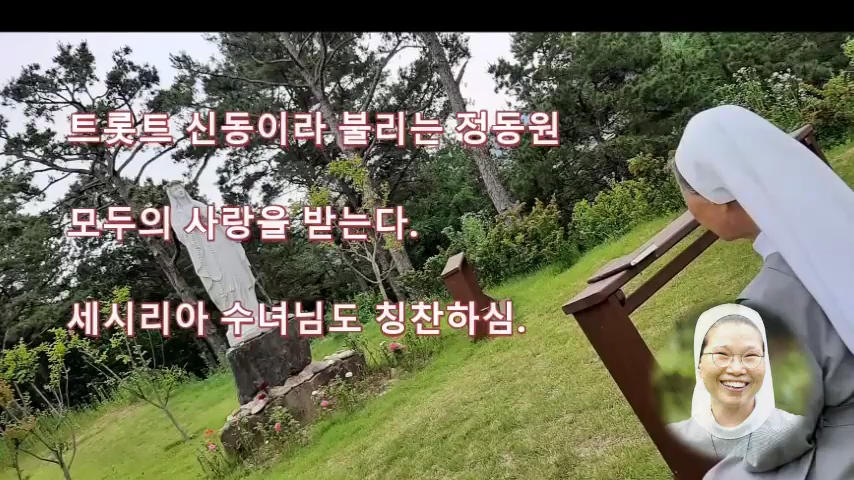 트롯트 신동이라 불리는 정동원
모두의 사랑을 받는다.
세시리아 수녀님도 칭찬하심.